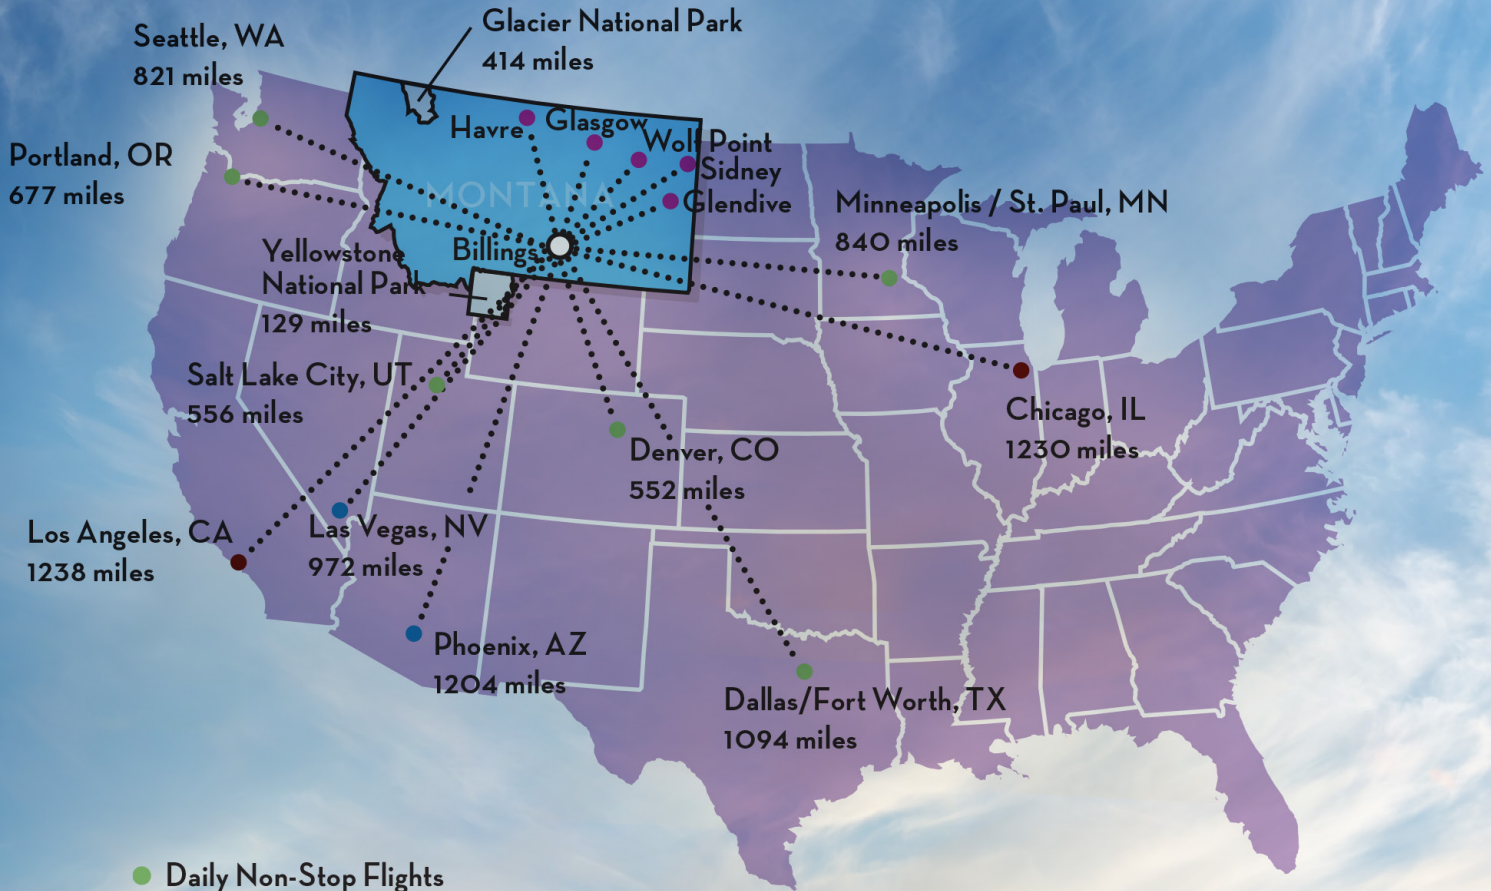 Seattle, WA
821 miles
Glacier National Park
414 miles
Portland, OR
677 miles
Havre
Glasgow
Wolf Point
Sidney
Glendive
MONTANA
Billings
Minneapolis / St. Paul, MN
840 miles
Yellowstone
National Park
129 miles
Salt Lake City, UT
556 miles
Chicago, IL
1230 miles
Denver, CO
552 miles
Los Angeles, CA
1238 miles
Las Vegas, NV
972 miles
Phoenix, AZ
1204 miles
Dallas/Fort Worth, TX
1094 miles
Daily Non-Stop Flights